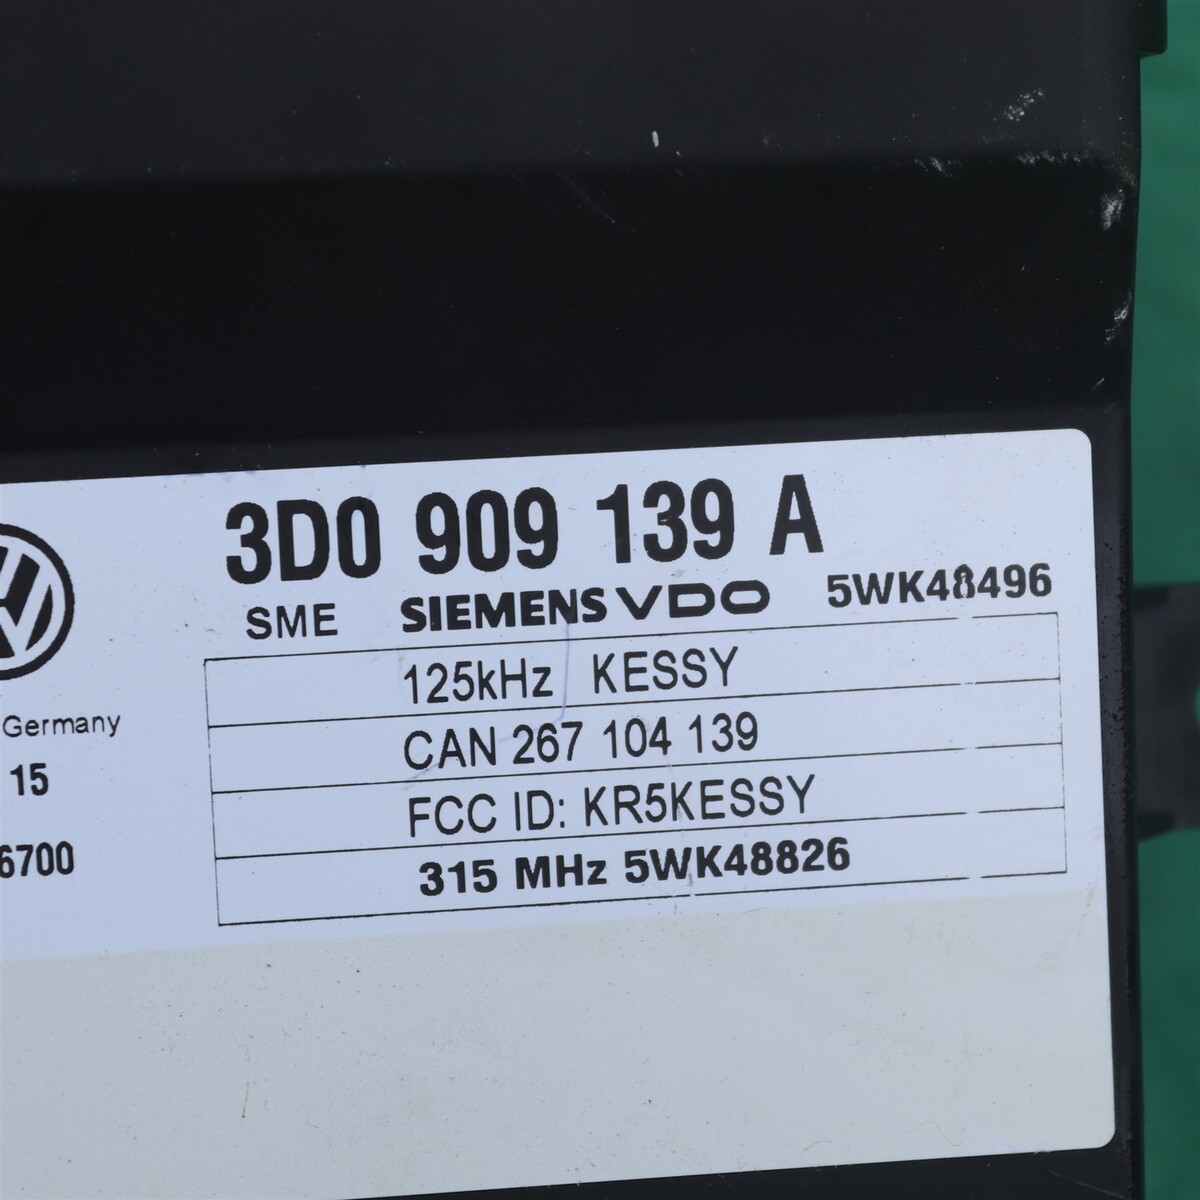 3D0 909 139 A
SME SIEMENS VDO 5WK48496
125kHz KESSY
Germany
CAN 267 104 139
15
FCC ID: KR5KESSY
6700
315 MHz 5WK48826